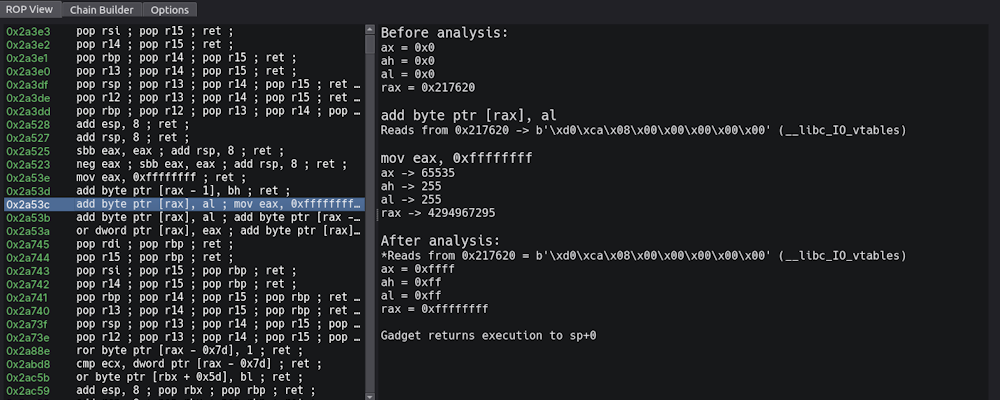 ROP View Chain Builder Options
0x2a3e3 pop rsi ; pop r15 ; ret ;
0x2a3e2 pop r14 ; pop r15 ; ret ;
0x2a3e1 pop rbp ; pop r14 ; pop r15 ; ret ;
0x2a3e0 pop r13 ; pop r14 ; pop r15 ; ret ;
0x2a3df pop rsp ; pop r13 ; pop r14 ; pop r15 ; ret …
0x2a3de pop r12 ; pop r13 ; pop r14 ; pop r15 ; ret …
0x2a3dd pop rbp ; pop r12 ; pop r13 ; pop r14 ; pop …
0x2a528 add esp, 8 ; ret ;
0x2a527 add rsp, 8 ; ret ;
0x2a525 sbb eax, eax ; add rsp, 8 ; ret ;
0x2a523 neg eax ; sbb eax, eax ; add rsp, 8 ; ret ;
0x2a53e mov eax, 0xffffffff ; ret ;
0x2a53d add byte ptr [rax - 1], bh ; ret ;
0x2a53c add byte ptr [rax], al ; mov eax, 0xffffffff…
0x2a53b add byte ptr [rax], al ; add byte ptr [rax -…
0x2a53a or dword ptr [rax], eax ; add byte ptr [rax]…
0x2a745 pop rdi ; pop rbp ; ret ;
0x2a744 pop r15 ; pop rbp ; ret ;
0x2a743 pop rsi ; pop r15 ; pop rbp ; ret ;
0x2a742 pop r14 ; pop r15 ; pop rbp ; ret ;
0x2a741 pop rbp ; pop r14 ; pop r15 ; pop rbp ; ret …
0x2a740 pop r13 ; pop r14 ; pop r15 ; pop rbp ; ret …
0x2a73f pop rsp ; pop r13 ; pop r14 ; pop r15 ; pop …
0x2a73e pop r12 ; pop r13 ; pop r14 ; pop r15 ; pop …
0x2a88e ror byte ptr [rax - 0x7d], 1 ; ret ;
0x2abd8 cmp ecx, dword ptr [rax - 0x7d] ; ret ;
0x2ac5b or byte ptr [rbx + 0x5d], bl ; ret ;
0x2ac59 add esp, 8 ; pop rbx ; pop rbp ; ret ;
Before analysis:
ax = 0x0
ah = 0x0
al = 0x0
rax = 0x217620
add byte ptr [rax], al
Reads from 0x217620 -> b'\xd0\xca\x08\x00\x00\x00\x00\x00' (__libc_IO_vtables)
mov eax, 0xffffffff
ax -> 65535
ah -> 255
al -> 255
rax -> 4294967295
After analysis:
*Reads from 0x217620 = b'\xd0\xca\x08\x00\x00\x00\x00\x00' (__libc_IO_vtables)
ax = 0xffff
ah = 0xff
al = 0xff
rax = 0xffffffff
Gadget returns execution to sp+0